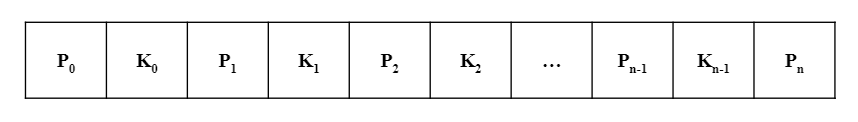 P₀ K₀ P₁ K₁ P₂ K₂ … Pₙ₋₁ Kₙ₋₁ Pₙ